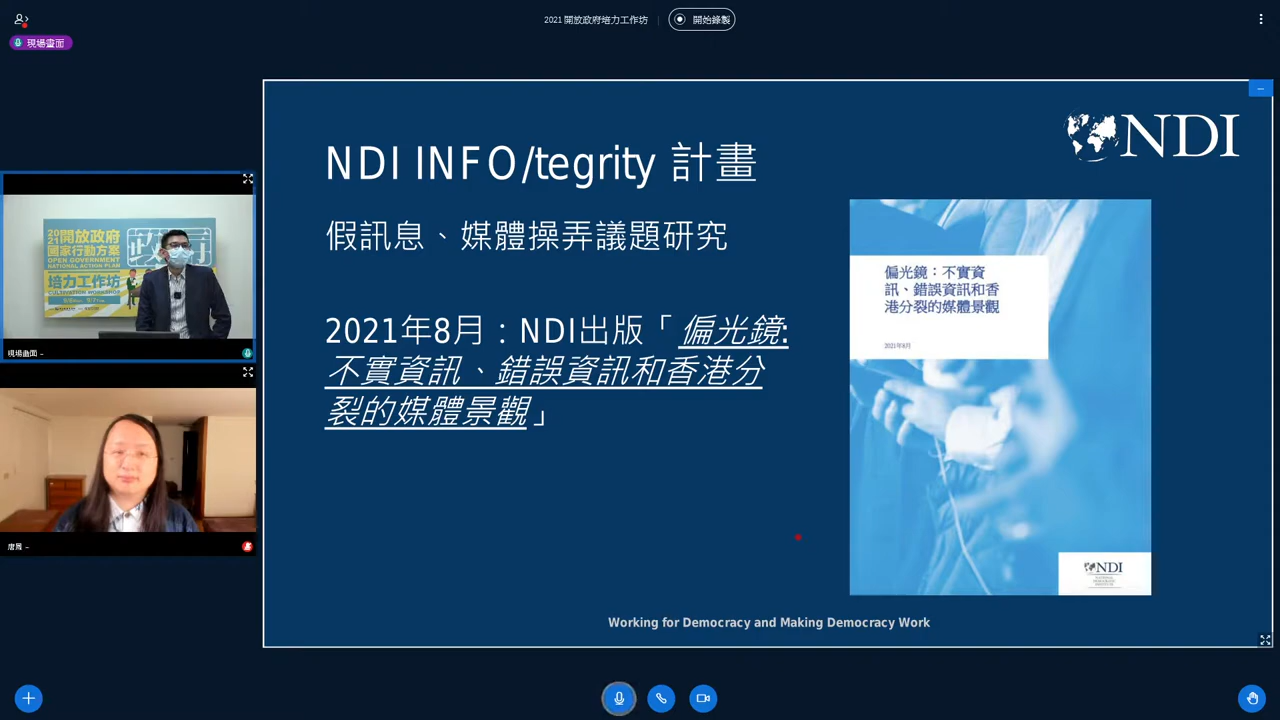 2021 開放政府培力工作坊
開始錄製
現場畫面
NDI
NDI INFO/tegrity 計畫
假訊息、媒體操弄議題研究
2021年8月：NDI出版「偏光鏡:
不實資訊、錯誤資訊和香港分
裂的媒體景觀」
偏光鏡：不實資
訊、錯誤資訊和香
港分裂的媒體景觀
2021年8月
NDI
NATIONAL
DEMOCRATIC
INSTITUTE
Working for Democracy and Making Democracy Work
2021開放政府
國家行動方案
OPEN GOVERNMENT
NATIONAL ACTION PLAN
培力工作坊
CULTIVATION WORKSHOP
現場畫面 ~
唐鳳 ~